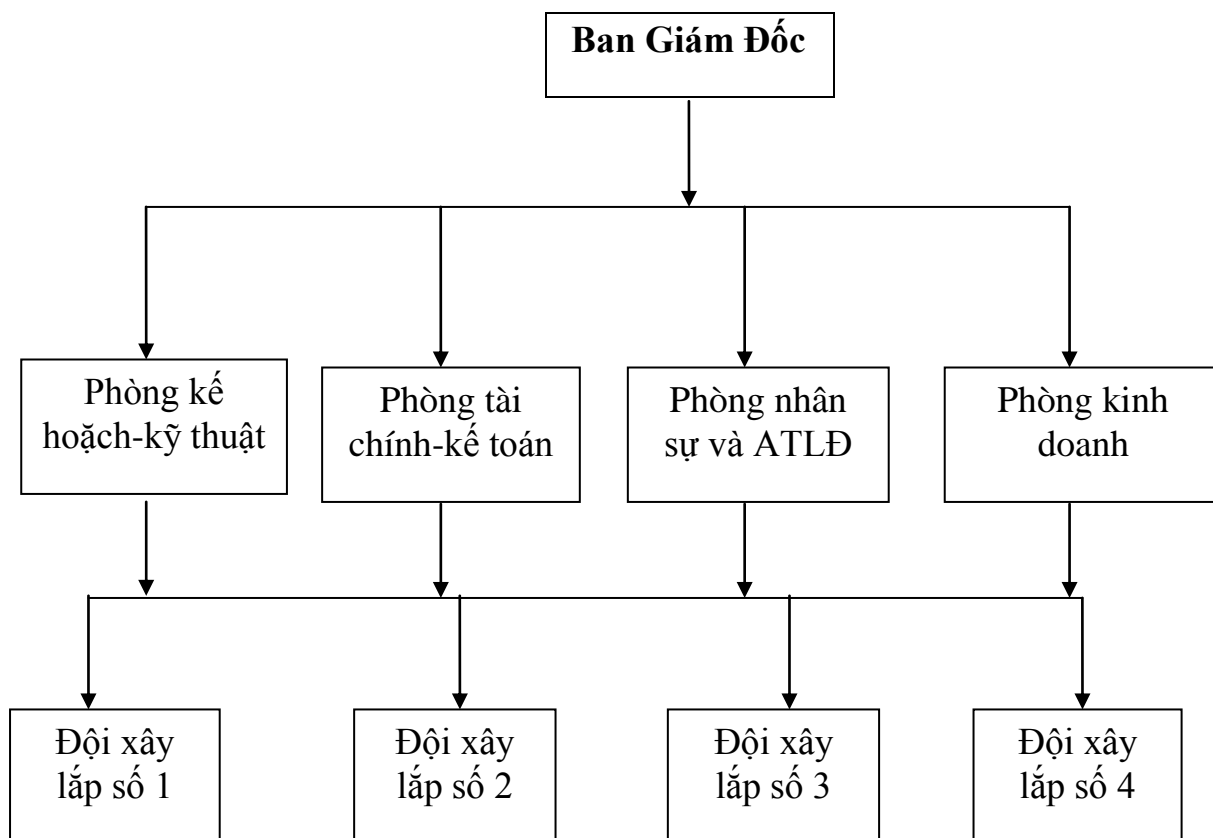 Ban Giám Đốc
Phòng kế
hoặch-kỹ thuật
Phòng tài
chính-kế toán
Phòng nhân
sự và ATLĐ
Phòng kinh
doanh
Đội xây
lắp số 1
Đội xây
lắp số 2
Đội xây
lắp số 3
Đội xây
lắp số 4